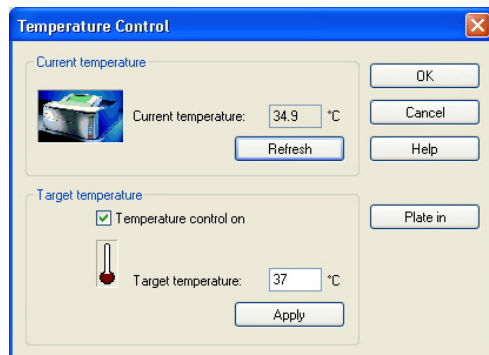 Temperature Control
Current temperature
OK
Current temperature: 34.9 °C
Cancel
Refresh
Help
Target temperature
Temperature control on
Plate in
Target temperature: 37 °C
Apply